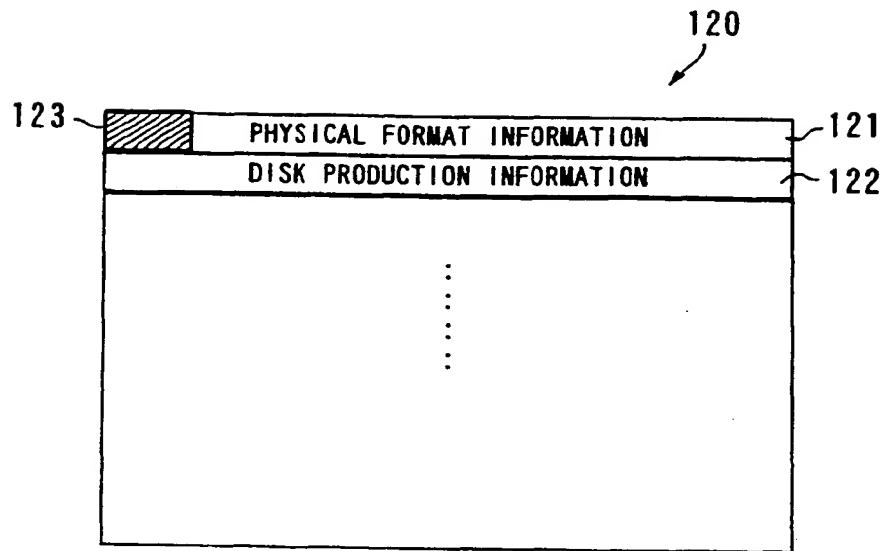 120
123 PHYSICAL FORMAT INFORMATION 121
DISK PRODUCTION INFORMATION 122